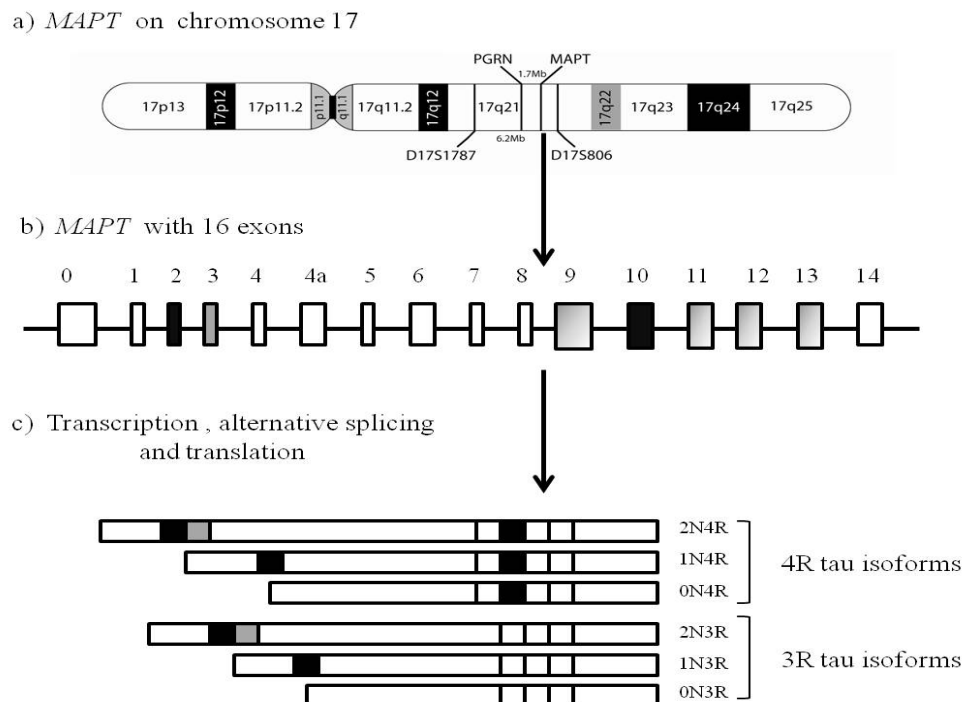 a) MAPT on chromosome 17
PGRN 1.7Mb MAPT
17p13 17p12 17p11.2 p11.1 q11.1 17q11.2 17q12 17q21 17q22 17q23 17q24 17q25
D17S1787 6.2Mb D17S806
b) MAPT with 16 exons
0 1 2 3 4 4a 5 6 7 8 9 10 11 12 13 14
c) Transcription , alternative splicing
and translation
2N4R
1N4R
4R tau isoforms
0N4R
2N3R
1N3R
3R tau isoforms
0N3R